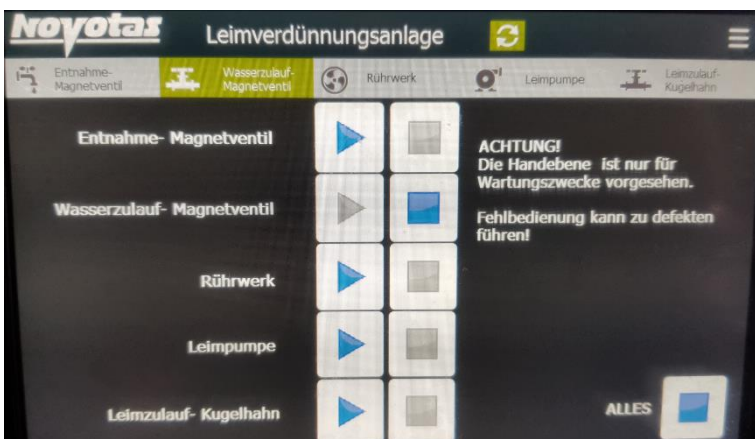 Novotas Leimverdünnungsanlage
Entnahme-
Magnetventil
Wasserzulauf-
Magnetventil
Rührwerk
Leimpumpe
Leimzulauf-
Kugelhahn
Entnahme- Magnetventil
Wasserzulauf- Magnetventil
Rührwerk
Leimpumpe
Leimzulauf- Kugelhahn
ACHTUNG!
Die Handebene ist nur für
Wartungszwecke vorgesehen.
Fehlbedienung kann zu defekten
führen!
ALLES